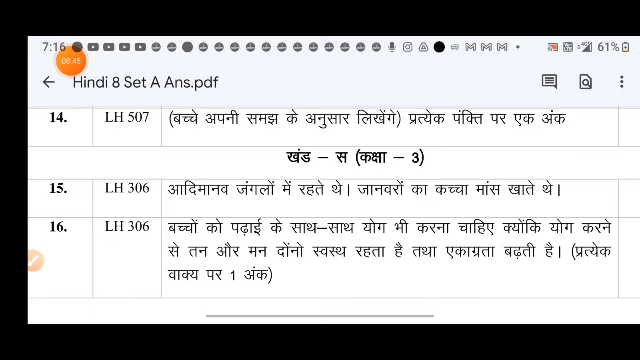 7:16
61%
08:45
Hindi 8 Set A Ans.pdf
14. LH 507 (बच्चे अपनी समझ के अनुसार लिखेंगे) प्रत्येक पंक्ति पर एक अंक
खंड – स (कक्षा – 3)
15. LH 306 आदिमानव जंगलों में रहते थे। जानवरों का कच्चा मांस खाते थे।
16. LH 306 बच्चों को पढ़ाई के साथ–साथ योग भी करना चाहिए क्योंकि योग करने
से तन और मन दोंनो स्वस्थ रहता है तथा एकाग्रता बढ़ती है। (प्रत्येक
वाक्य पर 1 अंक)